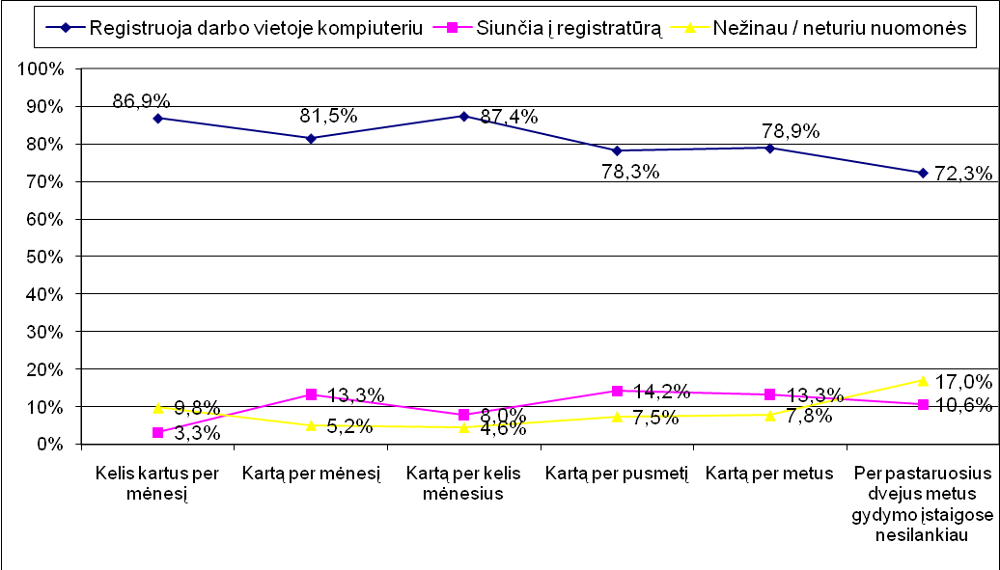 Registruoja darbo vietoje kompiuteriu Siunčia į registratūrą Nežinau / neturiu nuomonės
100%
90%
80%
70%
60%
50%
40%
30%
20%
10%
0%
86,9%
81,5%
87,4%
78,3%
78,9%
72,3%
3,3%
13,3%
8,0%
14,2%
13,3%
10,6%
9,8%
5,2%
4,6%
7,5%
7,8%
17,0%
Kelis kartus per
mėnesį
Kartą per mėnesį
Kartą per kelis
mėnesius
Kartą per pusmetį
Kartą per metus
Per pastaruosius
dvejus metus
gydymo įstaigose
nesilankiau